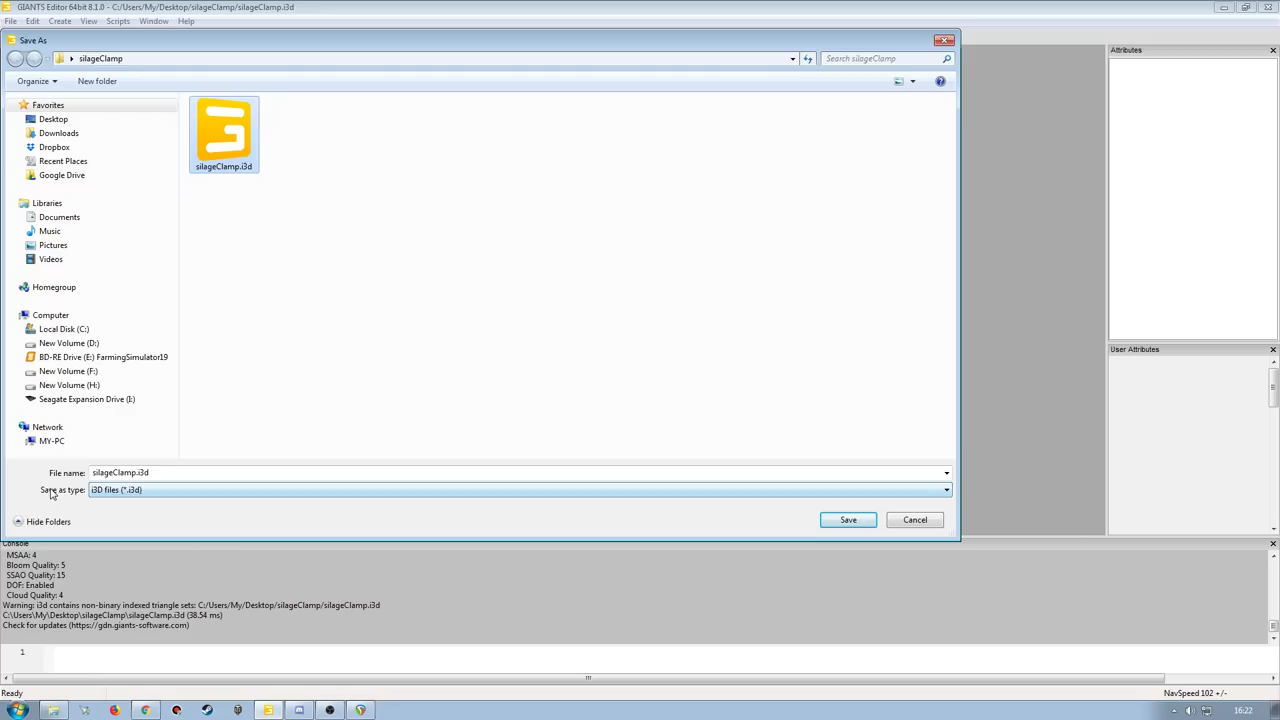 GIANTS Editor 64bit 8.1.0 - C:/Users/My/Desktop/silageClamp/silageClamp.i3d
File Edit Create View Scripts Window Help
Save As
silageClamp
Search silageClamp
Organize
New folder
Attributes
Favorites
Desktop
Downloads
Dropbox
Recent Places
Google Drive
silageClamp.i3d
Libraries
Documents
Music
Pictures
Videos
Homegroup
Computer
Local Disk (C:)
New Volume (D:)
BD-RE Drive (E:) FarmingSimulator19
New Volume (F:)
New Volume (H:)
Seagate Expansion Drive (I:)
Network
MY-PC
User Attributes
File name: silageClamp.i3d
Save as type: i3D files (*.i3d)
Hide Folders
Save
Cancel
Console
MSAA: 4
Bloom Quality: 5
SSAO Quality: 15
DOF: Enabled
Cloud Quality: 4
Warning: i3d contains non-binary indexed triangle sets: C:/Users/My/Desktop/silageClamp/silageClamp.i3d
C:\Users\My\Desktop\silageClamp\silageClamp.i3d (38.54 ms)
Check for updates (https://gdn.giants-software.com)
1
Ready
NavSpeed 102 +/-
16:22